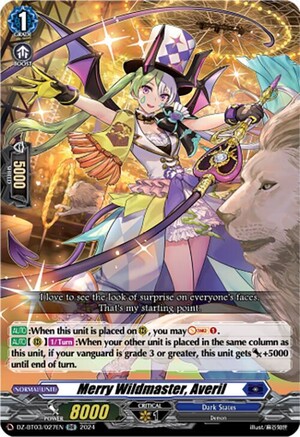 1
GRADE
BOOST
5000
SHIELD
I love to see the look of surprise on everyone's faces.
That's my starting point.
AUTO:When this unit is placed on R, you may 1.
AUTO【R】1/Turn:When your other unit is placed in the same column as
this unit, if your vanguard is grade 3 or greater, this unit gets +5000
until end of turn.
NORMAL UNIT
Merry Wildmaster, Averil
POWER 8000
CRITICAL 1
Dark States
Demon
DZ-BT03/027EN RR 2024